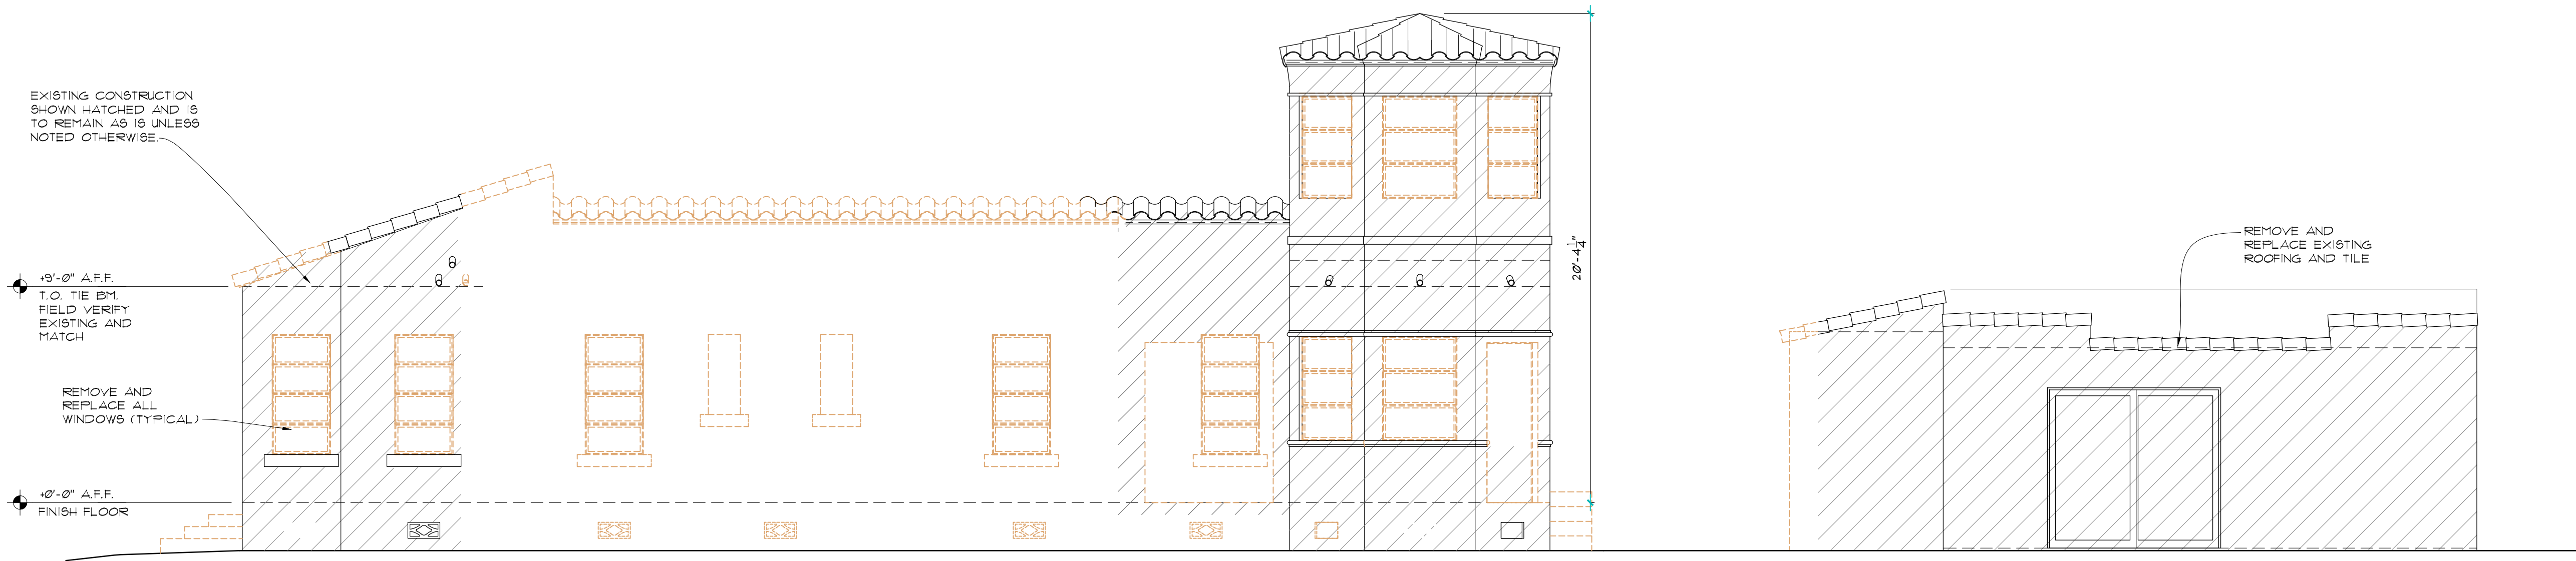 EXISTING CONSTRUCTION
SHOWN HATCHED AND IS
TO REMAIN AS IS UNLESS
NOTED OTHERWISE.
+9'-0" A.F.F.
T.O. TIE BM.
FIELD VERIFY
EXISTING AND
MATCH
REMOVE AND
REPLACE ALL
WINDOWS (TYPICAL)
+0'-0" A.F.F.
FINISH FLOOR
20'-4 1/4"
REMOVE AND
REPLACE EXISTING
ROOFING AND TILE